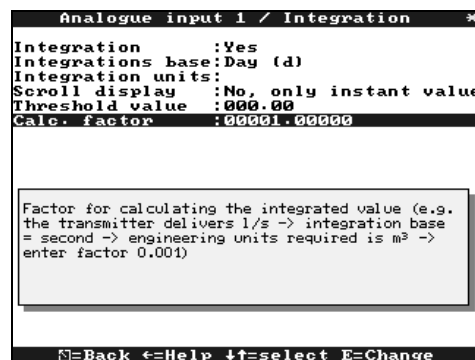 Analogue input 1 / Integration *
Integration :Yes
Integrations base:Day (d)
Integration units:
Scroll display :No, only instant value
Threshold value :000.00
Calc. factor :00001.00000
Factor for calculating the integrated value (e.g.
the transmitter delivers l/s -> integration base
= second -> engineering units required is m³ ->
enter factor 0.001)
=Back ←=Help ↓↑=select E=Change